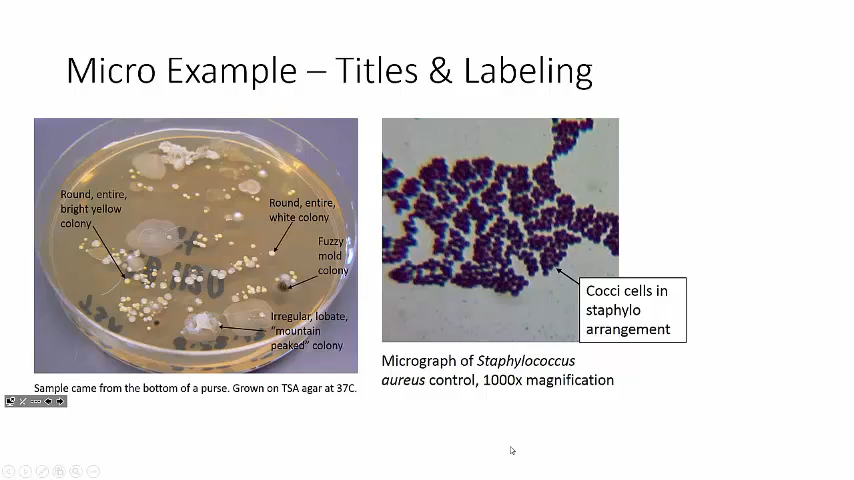 Micro Example – Titles & Labeling
Round, entire,
bright yellow
colony
Round, entire,
white colony
Fuzzy
mold
colony
Irregular, lobate,
"mountain
peaked" colony
Sample came from the bottom of a purse. Grown on TSA agar at 37C.
Cocci cells in
staphylo
arrangement
Micrograph of Staphylococcus
aureus control, 1000x magnification